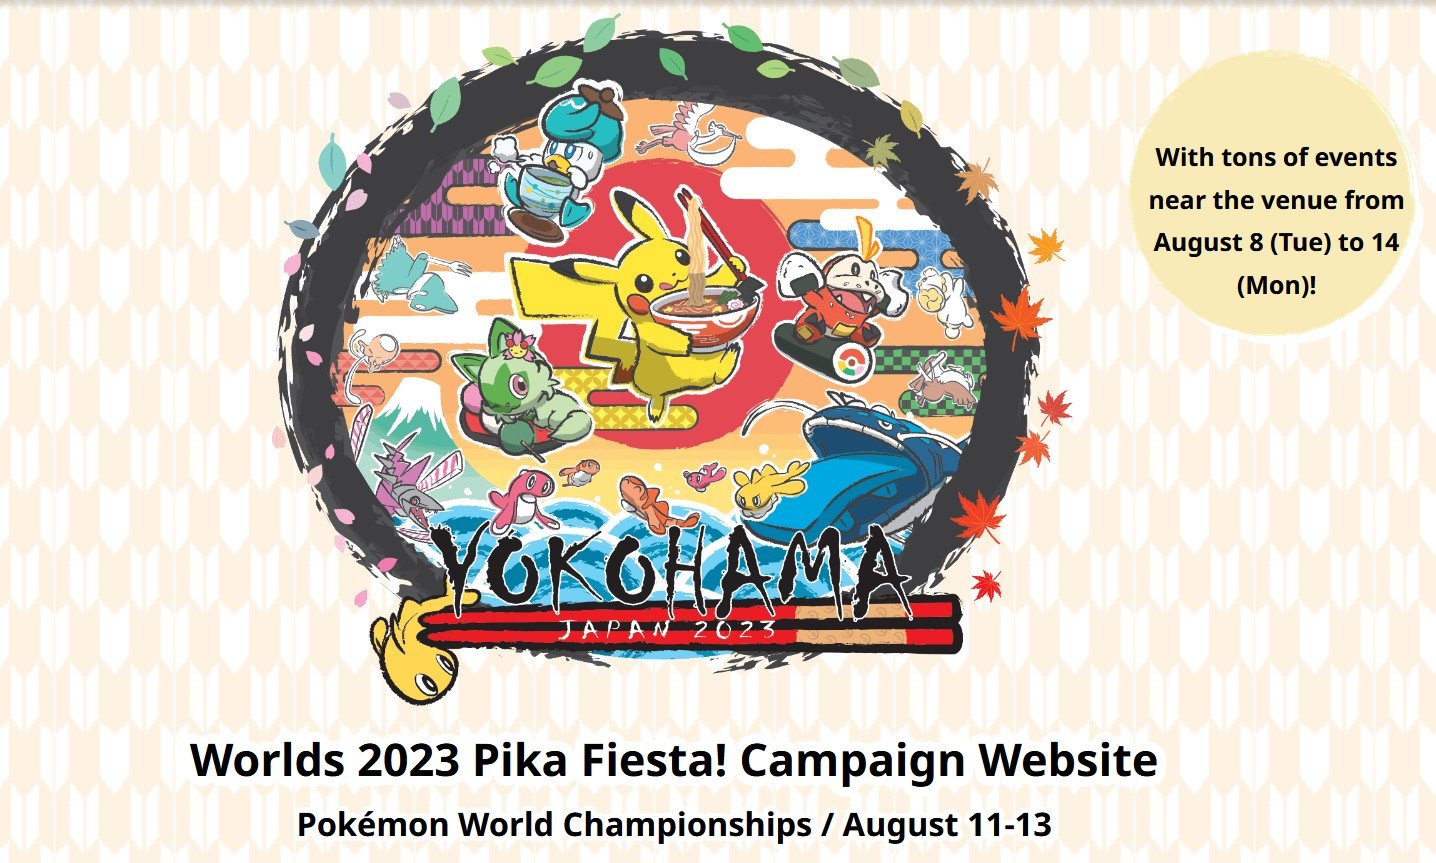 With tons of events
near the venue from
August 8 (Tue) to 14
(Mon)!
YOKOHAMA
JAPAN 2023
Worlds 2023 Pika Fiesta! Campaign Website
Pokémon World Championships / August 11-13